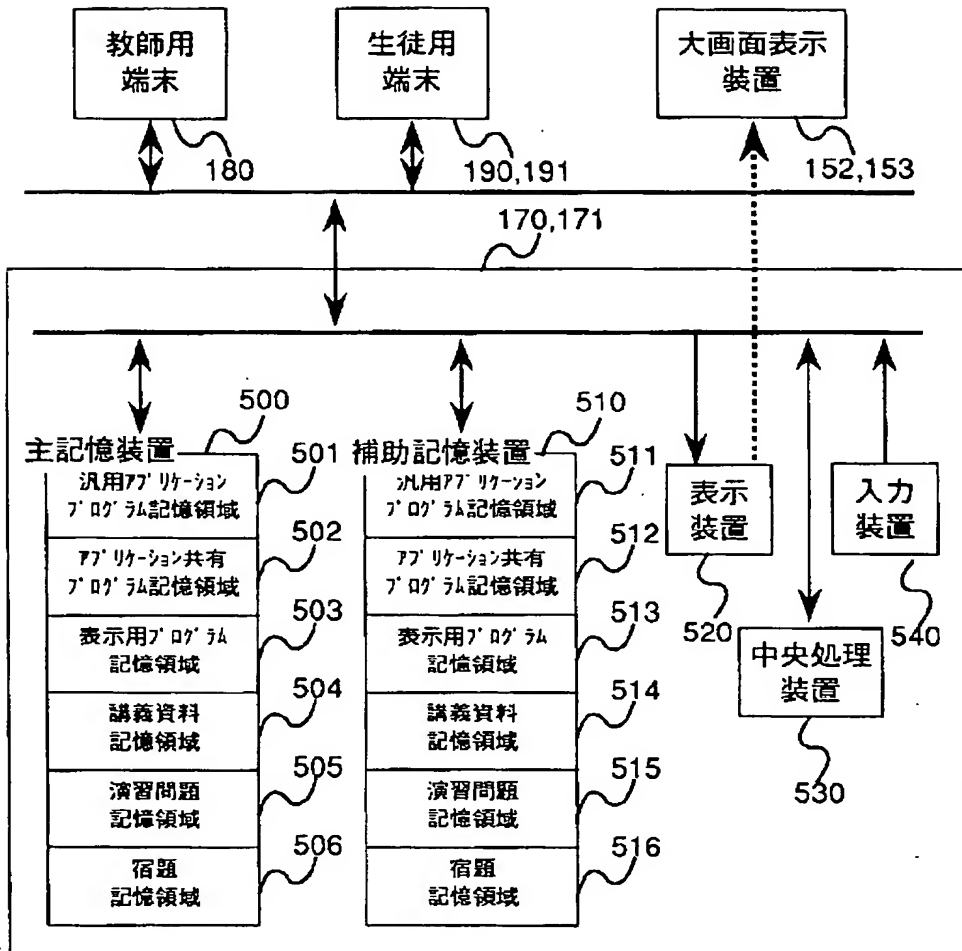 教師用
端末
生徒用
端末
大画面表示
装置
180
190,191
152,153
170,171
500
主記憶装置
501
汎用アプリケーション
プログラム記憶領域
502
アプリケーション共有
プログラム記憶領域
503
表示用プログラム
記憶領域
504
講義資料
記憶領域
505
演習問題
記憶領域
506
宿題
記憶領域
510
補助記憶装置
511
汎用アプリケーション
プログラム記憶領域
512
アプリケーション共有
プログラム記憶領域
513
表示用プログラム
記憶領域
514
講義資料
記憶領域
515
演習問題
記憶領域
516
宿題
記憶領域
表示
装置
520
入力
装置
540
中央処理
装置
530